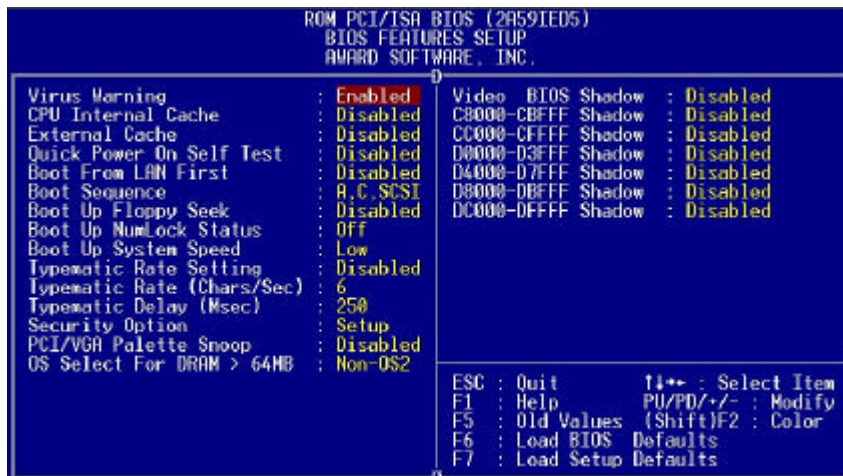 ROM PCI/ISA BIOS (2A59IED5)
BIOS FEATURES SETUP
AWARD SOFTWARE, INC.
Virus Warning : Enabled
CPU Internal Cache : Disabled
External Cache : Disabled
Quick Power On Self Test : Disabled
Boot From LAN First : Disabled
Boot Sequence : A,C,SCSI
Boot Up Floppy Seek : Disabled
Boot Up NumLock Status : Off
Boot Up System Speed : Low
Typematic Rate Setting : Disabled
Typematic Rate (Chars/Sec) : 6
Typematic Delay (Msec) : 250
Security Option : Setup
PCI/VGA Palette Snoop : Disabled
OS Select For DRAM > 64MB : Non-OS2
Video BIOS Shadow : Disabled
C8000-CBFFF Shadow : Disabled
CC000-CFFFF Shadow : Disabled
D0000-D3FFF Shadow : Disabled
D4000-D7FFF Shadow : Disabled
D8000-DBFFF Shadow : Disabled
DC000-DFFFF Shadow : Disabled
ESC : Quit ↑↓→← : Select Item
F1 : Help PU/PD/+/- : Modify
F5 : Old Values (Shift)F2 : Color
F6 : Load BIOS Defaults
F7 : Load Setup Defaults